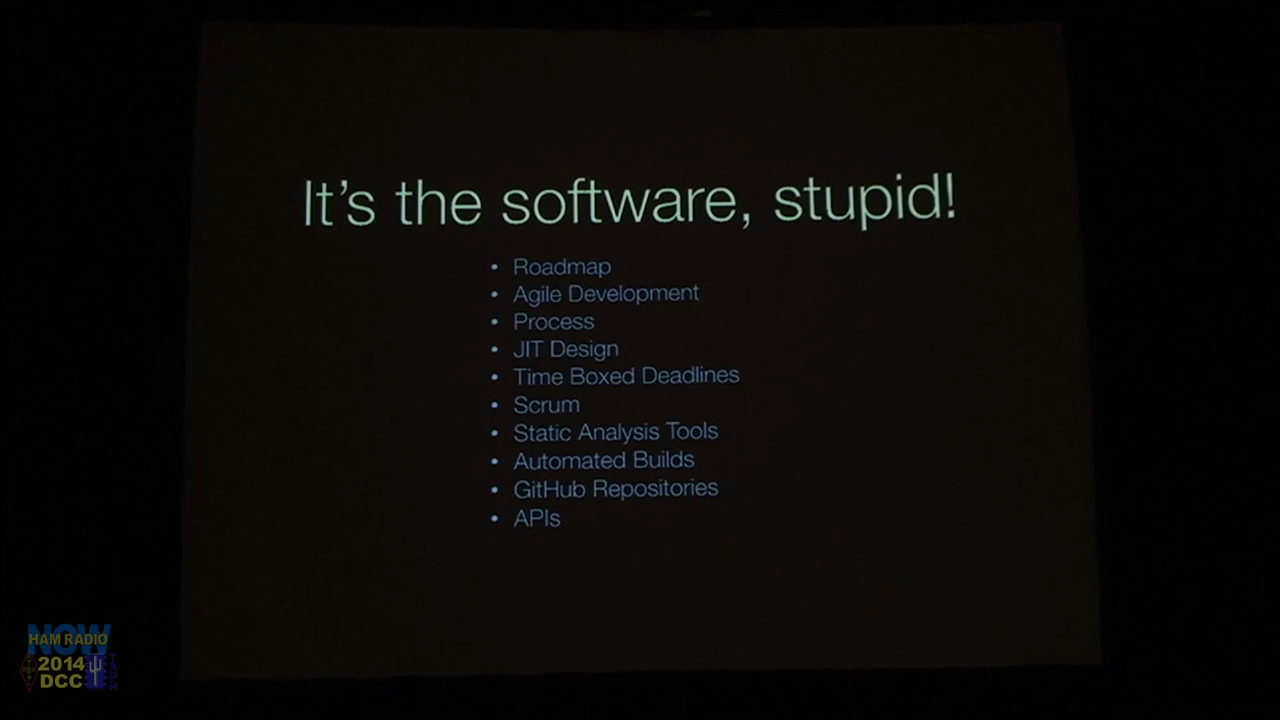 It's the software, stupid!
• Roadmap
• Agile Development
• Process
• JIT Design
• Time Boxed Deadlines
• Scrum
• Static Analysis Tools
• Automated Builds
• GitHub Repositories
• APIs
NOW
HAM RADIO
2014
DCC